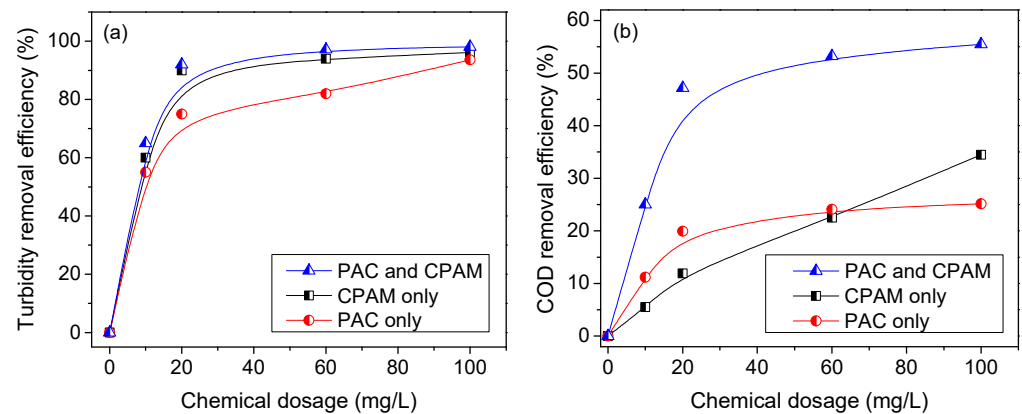 (a)
Turbidity removal efficiency (%)
100
80
60
40
20
0
0 20 40 60 80 100
Chemical dosage (mg/L)
PAC and CPAM
CPAM only
PAC only
(b)
COD removal efficiency (%)
60
50
40
30
20
10
0
0 20 40 60 80 100
Chemical dosage (mg/L)
PAC and CPAM
CPAM only
PAC only